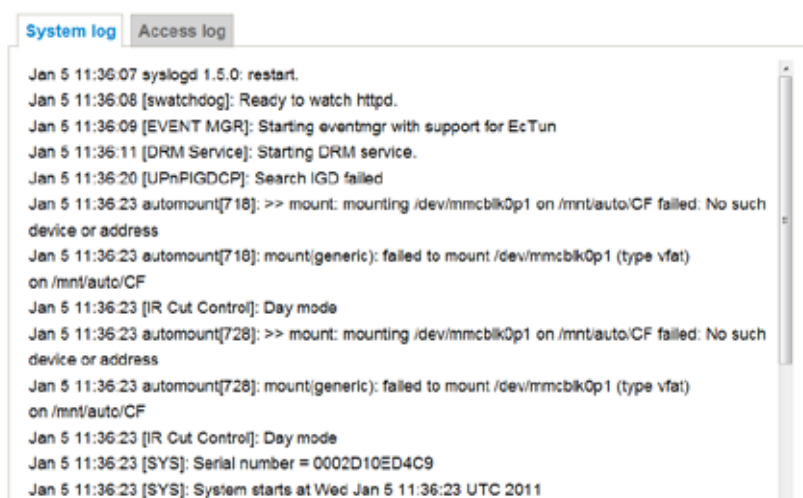 System log Access log
Jan 5 11:36:07 syslogd 1.5.0: restart.
Jan 5 11:36:08 [swatchdog]: Ready to watch httpd.
Jan 5 11:36:09 [EVENT MGR]: Starting eventmgr with support for EcTun
Jan 5 11:36:11 [DRM Service]: Starting DRM service.
Jan 5 11:36:20 [UPnPIGDCP]: Search IGD failed
Jan 5 11:36:23 automount[718]: >> mount: mounting /dev/mmcblk0p1 on /mnt/auto/CF failed: No such
device or address
Jan 5 11:36:23 automount[718]: mount(generic): failed to mount /dev/mmcblk0p1 (type vfat)
on /mnt/auto/CF
Jan 5 11:36:23 [IR Cut Control]: Day mode
Jan 5 11:36:23 automount[728]: >> mount: mounting /dev/mmcblk0p1 on /mnt/auto/CF failed: No such
device or address
Jan 5 11:36:23 automount[728]: mount(generic): failed to mount /dev/mmcblk0p1 (type vfat)
on /mnt/auto/CF
Jan 5 11:36:23 [IR Cut Control]: Day mode
Jan 5 11:36:23 [SYS]: Serial number = 0002D10ED4C9
Jan 5 11:36:23 [SYS]: System starts at Wed Jan 5 11:36:23 UTC 2011